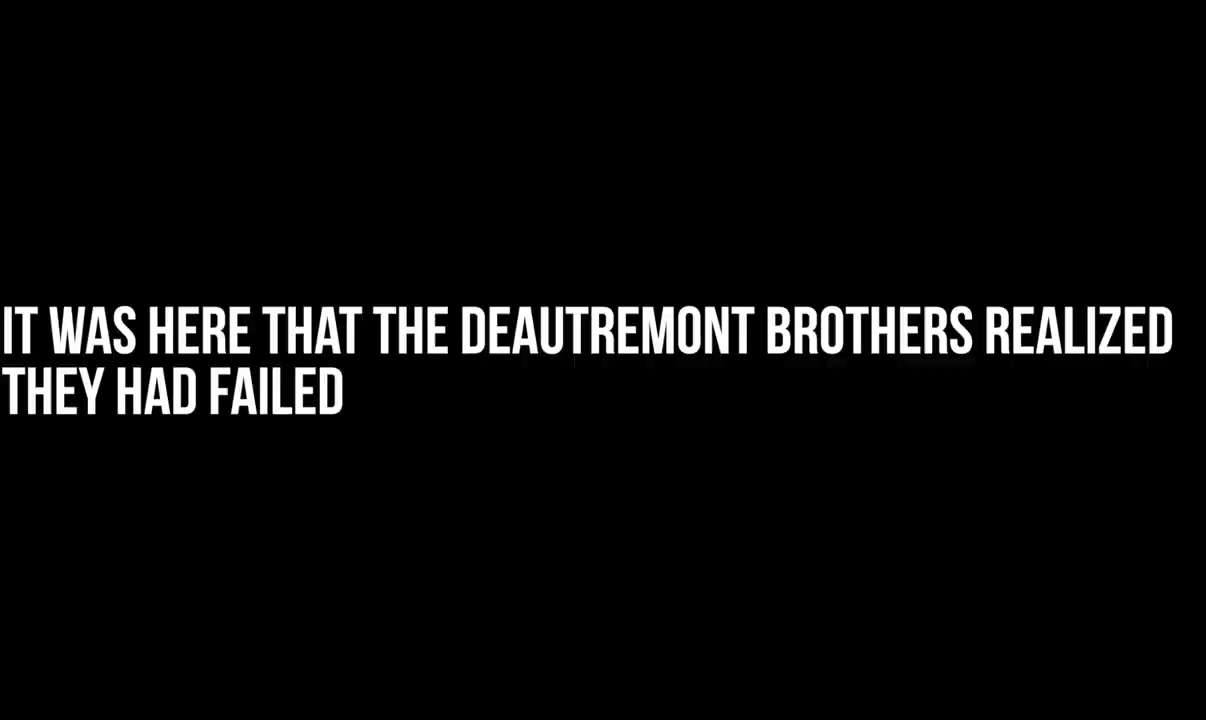 IT WAS HERE THAT THE DEAUTREMONT BROTHERS REALIZED
THEY HAD FAILED